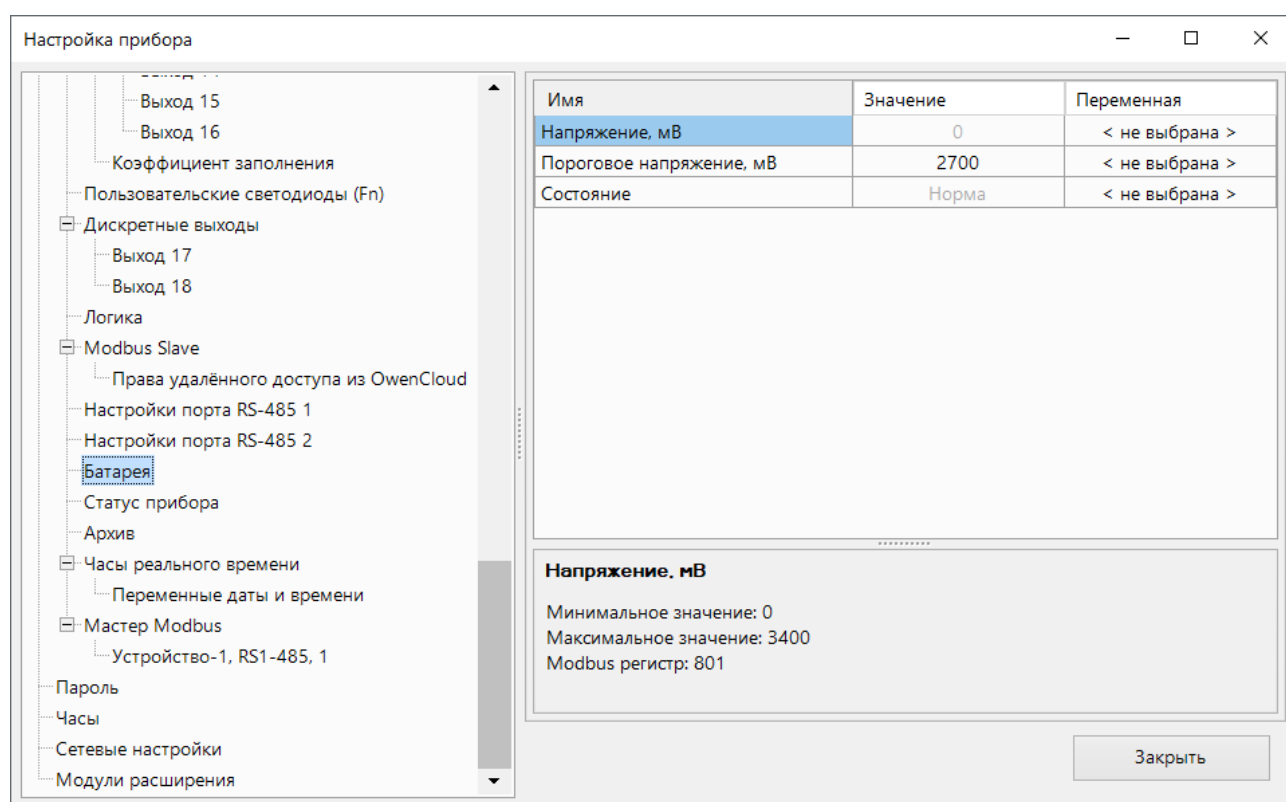 Настройка прибора
Выход 15
Выход 16
Коэффициент заполнения
Пользовательские светодиоды (Fn)
Дискретные выходы
Выход 17
Выход 18
Логика
Modbus Slave
Права удалённого доступа из OwenCloud
Настройки порта RS-485 1
Настройки порта RS-485 2
Батарея
Статус прибора
Архив
Часы реального времени
Переменные даты и времени
Мастер Modbus
Устройство-1, RS1-485, 1
Пароль
Часы
Сетевые настройки
Модули расширения
Имя Значение Переменная
Напряжение, мВ 0 < не выбрана >
Пороговое напряжение, мВ 2700 < не выбрана >
Состояние Норма < не выбрана >
Напряжение, мВ
Минимальное значение: 0
Максимальное значение: 3400
Modbus регистр: 801
Закрыть